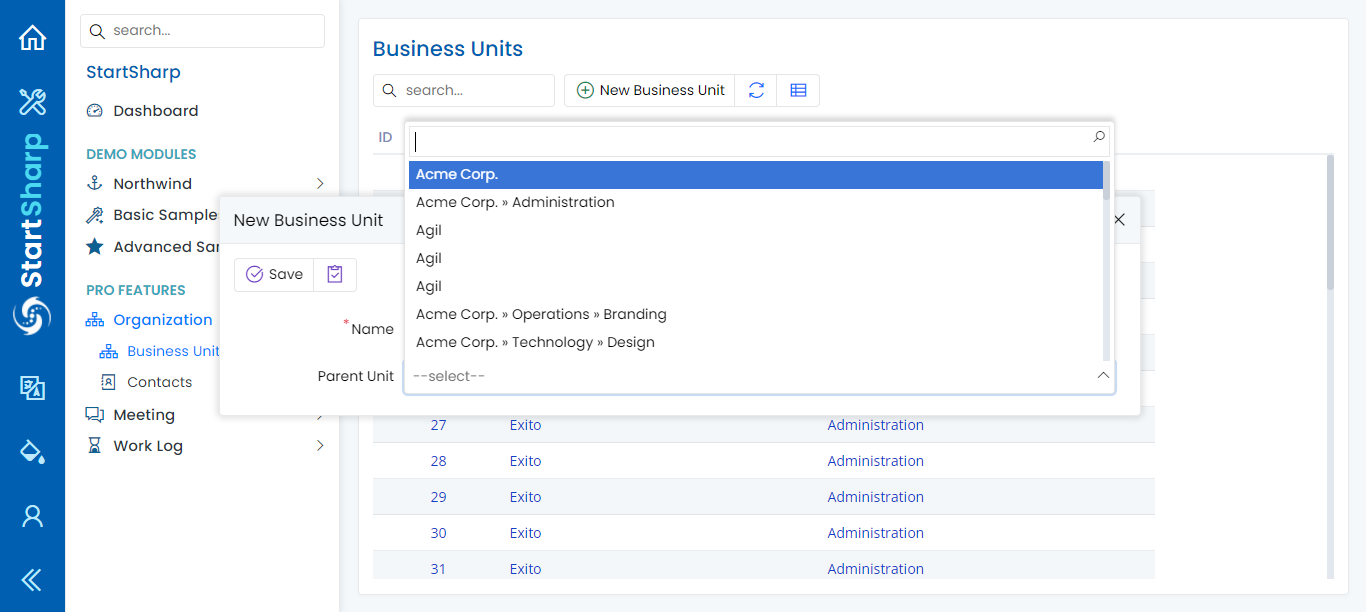 StartSharp
search...
StartSharp
Dashboard
DEMO MODULES
Northwind
Basic Sample
Advanced Sar
PRO FEATURES
Organization
Business Unit
Contacts
Meeting
Work Log
Business Units
search...
New Business Unit
ID
New Business Unit
Save
* Name
Parent Unit
Acme Corp.
Acme Corp. » Administration
Agil
Agil
Agil
Acme Corp. » Operations » Branding
Acme Corp. » Technology » Design
--select--
27 Exito Administration
28 Exito Administration
29 Exito Administration
30 Exito Administration
31 Exito Administration